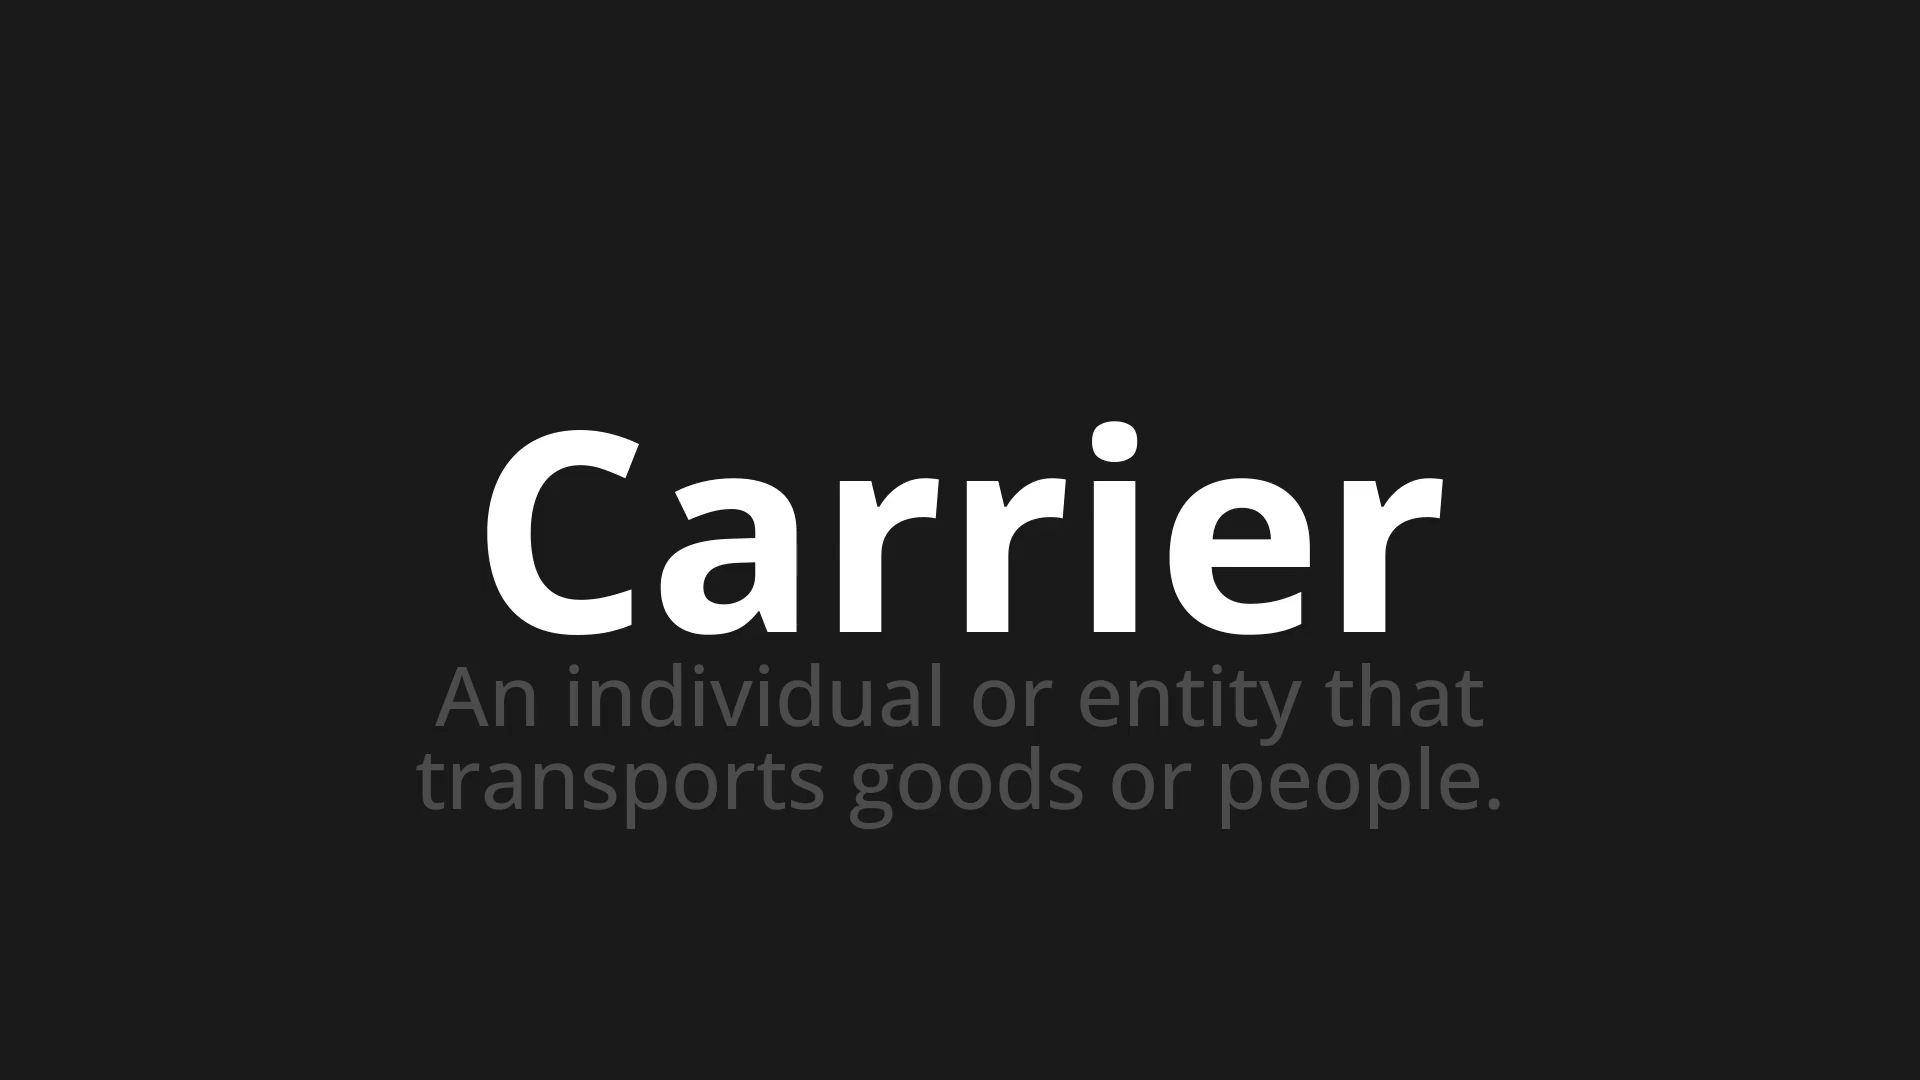 Carrier
An individual or entity that
transports goods or people.